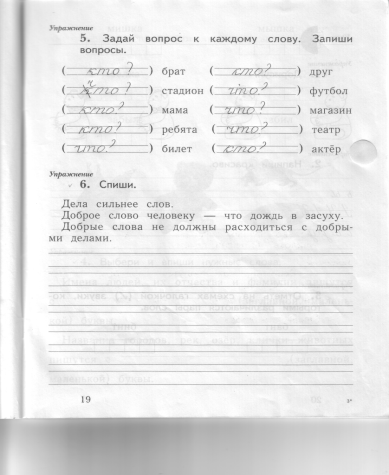 Упражнение
5. Задай вопрос к каждому слову. Запиши
вопросы.
( кто? ) брат ( кто? ) друг
( что? ) стадион ( что? ) футбол
( кто? ) мама ( что? ) магазин
( кто? ) ребята ( что? ) театр
( что? ) билет ( кто? ) актёр
Упражнение
6. Спиши.
Дела сильнее слов.
Доброе слово человеку — что дождь в засуху.
Добрые слова не должны расходиться с добры-
ми делами.
19